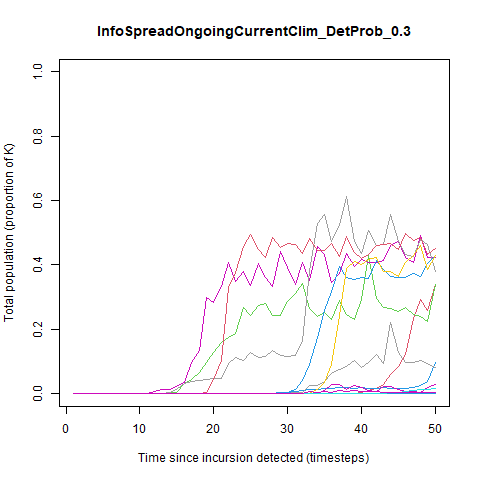 InfoSpreadOngoingCurrentClim_DetProb_0.3
Total population (proportion of K)
1.0
0.8
0.6
0.4
0.2
0.0
0 10 20 30 40 50
Time since incursion detected (timesteps)